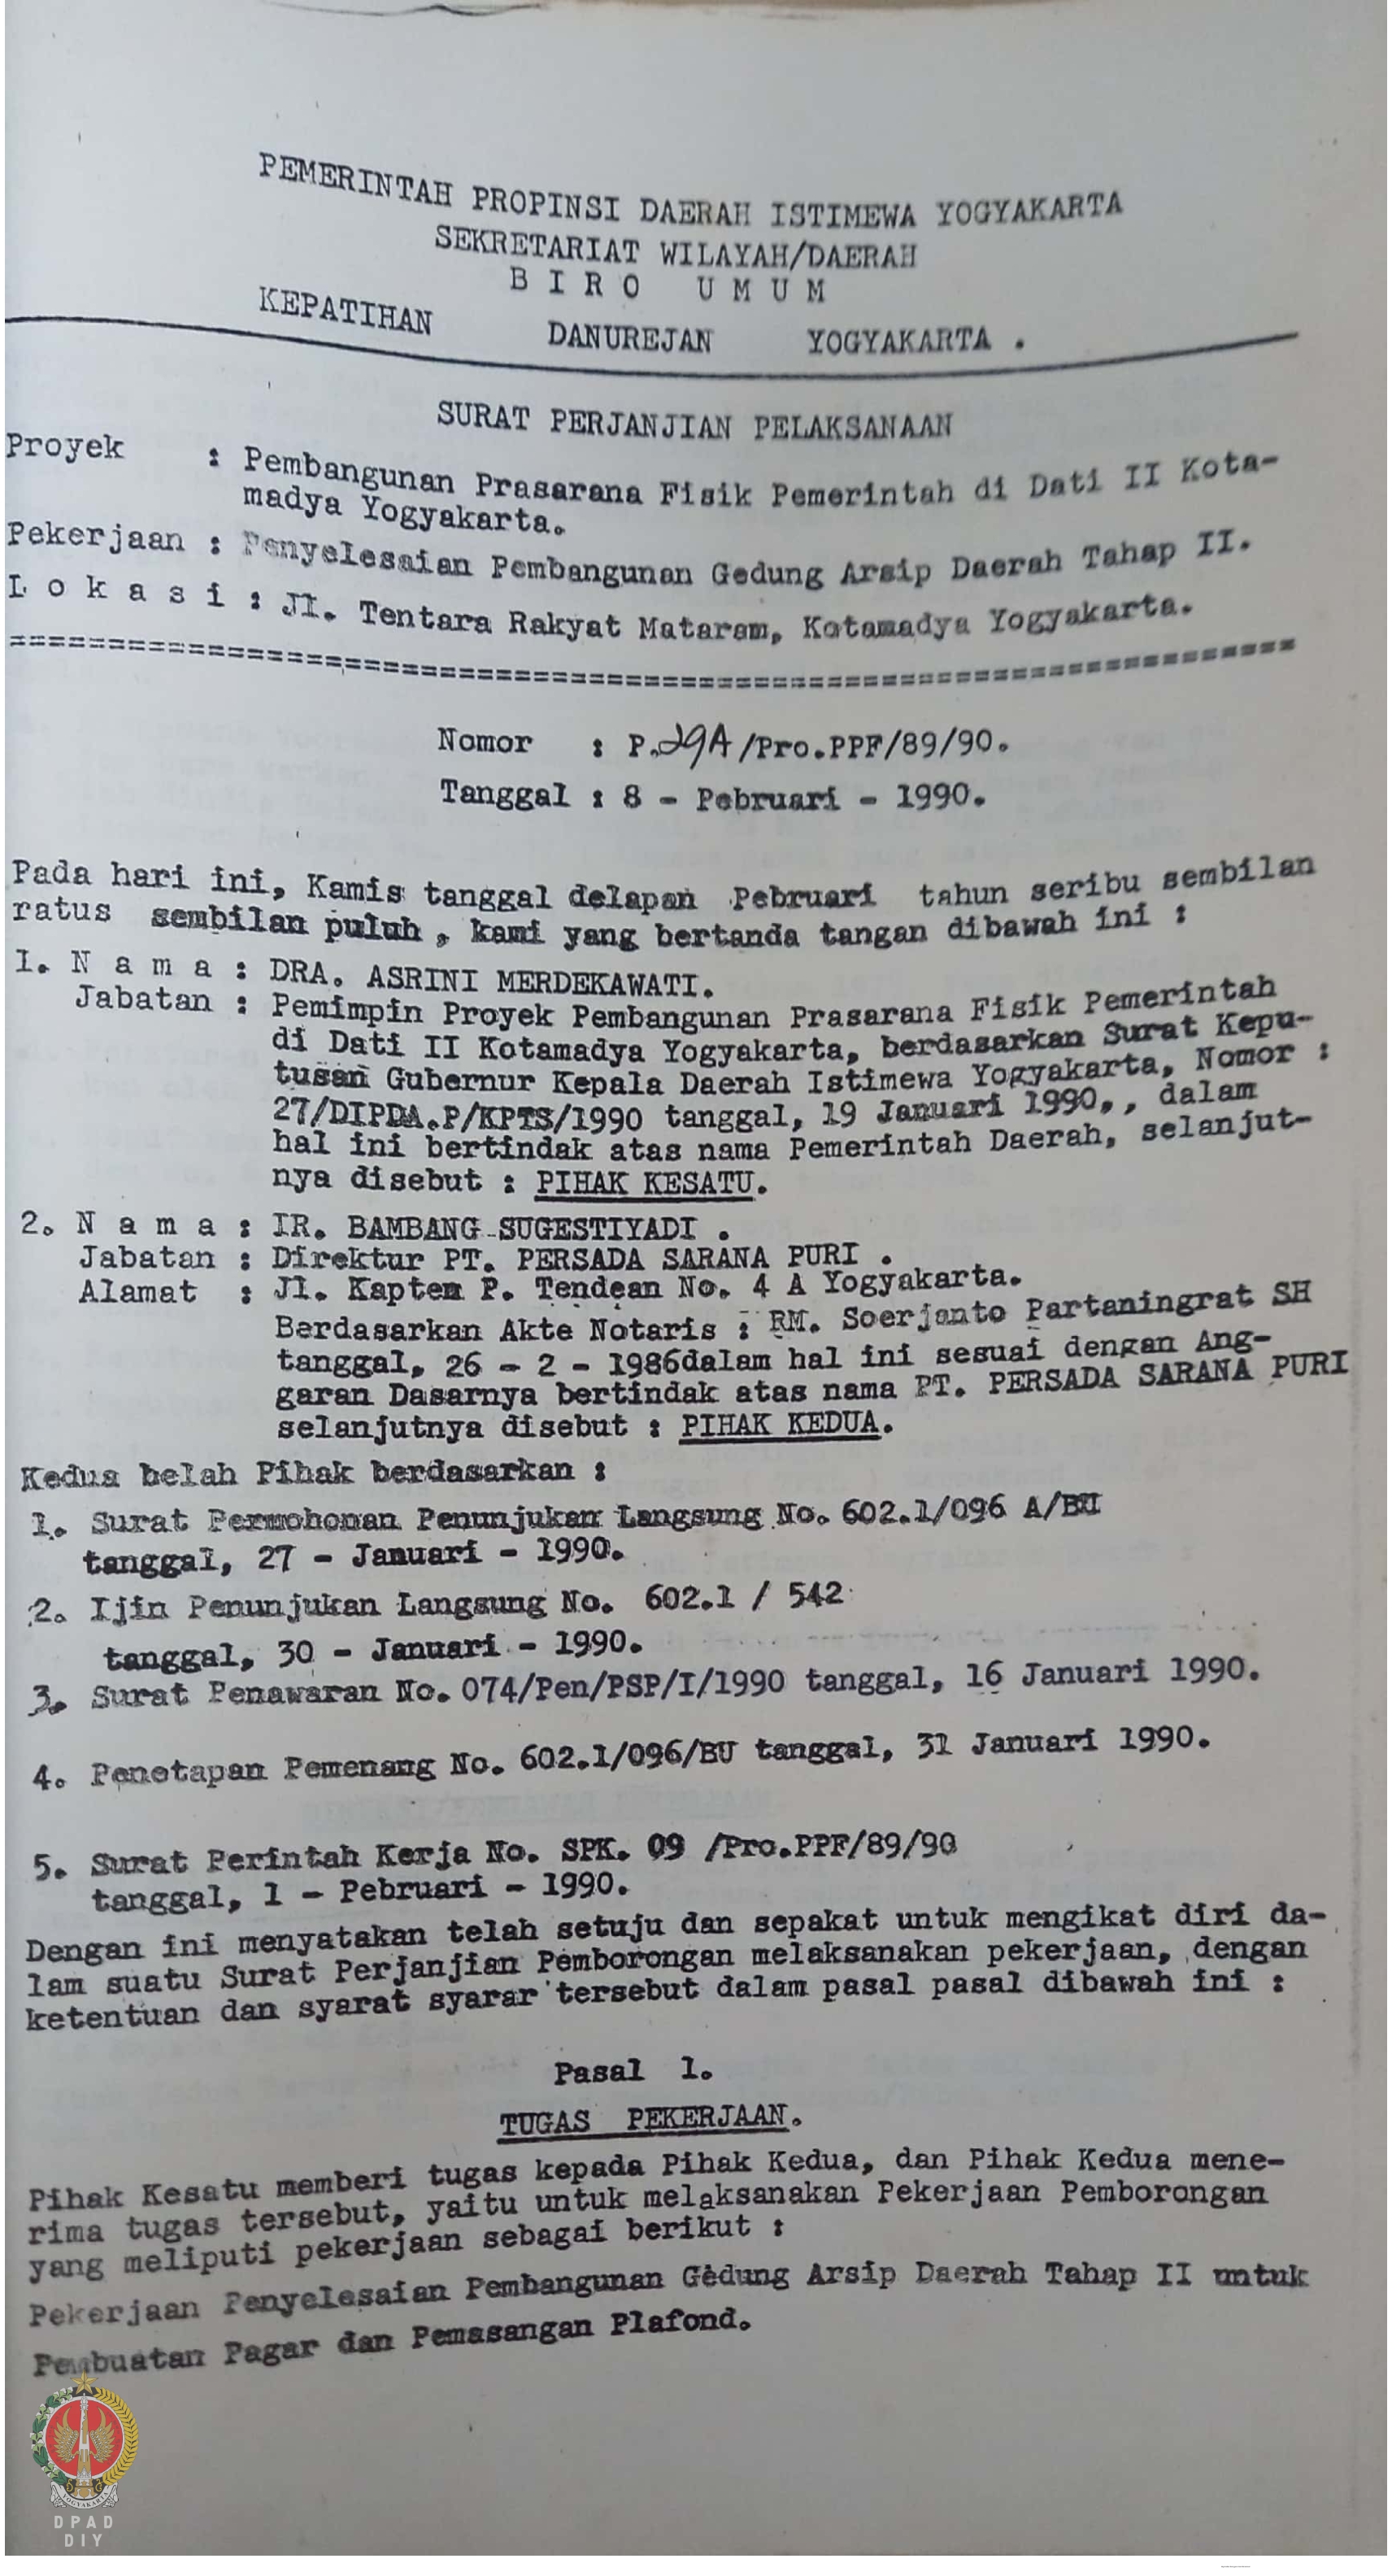 PEMERINTAH PROPINSI DAERAH ISTIMEWA YOGYAKARTA
SEKRETARIAT WILAYAH/DAERAH
B I R O  U M U M
KEPATIHAN DANUREJAN YOGYAKARTA .
SURAT PERJANJIAN PELAKSANAAN
Proyek : Pembangunan Prasarana Fisik Pemerintah di Dati II Kota-
madya Yogyakarta.
Pekerjaan : Penyelesaian Pembangunan Gedung Arsip Daerah Tahap II.
L o k a s i : Jl. Tentara Rakyat Mataram, Kotamadya Yogyakarta.
Nomor : P.29A/Pro.PPF/89/90.
Tanggal : 8 - Pebruari - 1990.
Pada hari ini, Kamis tanggal delapan Pebruari tahun seribu sembilan
ratus sembilan puluh , kami yang bertanda tangan dibawah ini :
1. N a m a : DRA. ASRINI MERDEKAWATI.
Jabatan : Pemimpin Proyek Pembangunan Prasarana Fisik Pemerintah
di Dati II Kotamadya Yogyakarta, berdasarkan Surat Kepu-
tusan Gubernur Kepala Daerah Istimewa Yogyakarta, Nomor :
27/DIPDA.P/KPTS/1990 tanggal, 19 Januari 1990, , dalam
hal ini bertindak atas nama Pemerintah Daerah, selanjut-
nya disebut : PIHAK KESATU.
2. N a m a : IR. BAMBANG SUGESTIYADI .
Jabatan : Direktur PT. PERSADA SARANA PURI .
Alamat : Jl. Kapten P. Tendean No. 4 A Yogyakarta.
Berdasarkan Akte Notaris : RM. Soerjanto Partaningrat SH
tanggal, 26 - 2 - 1986dalam hal ini sesuai dengan Ang-
garan Dasarnya bertindak atas nama PT. PERSADA SARANA PURI
selanjutnya disebut : PIHAK KEDUA.
Kedua belah Pihak berdasarkan :
1. Surat Permohonan Penunjukan Langsung No. 602.1/096 A/BU
tanggal, 27 - Januari - 1990.
2. Ijin Penunjukan Langsung No. 602.1 / 542
tanggal, 30 - Januari - 1990.
3. Surat Penawaran No. 074/Pen/PSP/I/1990 tanggal, 16 Januari 1990.
4. Penetapan Pemenang No. 602.1/096/BU tanggal, 31 Januari 1990.
5. Surat Perintah Kerja No. SPK. 09 /Pro.PPF/89/90
tanggal, 1 - Pebruari - 1990.
Dengan ini menyatakan telah setuju dan sepakat untuk mengikat diri da-
lam suatu Surat Perjanjian Pemborongan melaksanakan pekerjaan, dengan
ketentuan dan syarat syarar tersebut dalam pasal pasal dibawah ini :
Pasal 1.
TUGAS PEKERJAAN.
Pihak Kesatu memberi tugas kepada Pihak Kedua, dan Pihak Kedua mene-
rima tugas tersebut, yaitu untuk melaksanakan Pekerjaan Pemborongan
yang meliputi pekerjaan sebagai berikut :
Pekerjaan Penyelesaian Pembangunan Gedung Arsip Daerah Tahap II untuk
Pembuatan Pagar dan Pemasangan Plafond.
YOGYAKARTA
DPAD
DIY